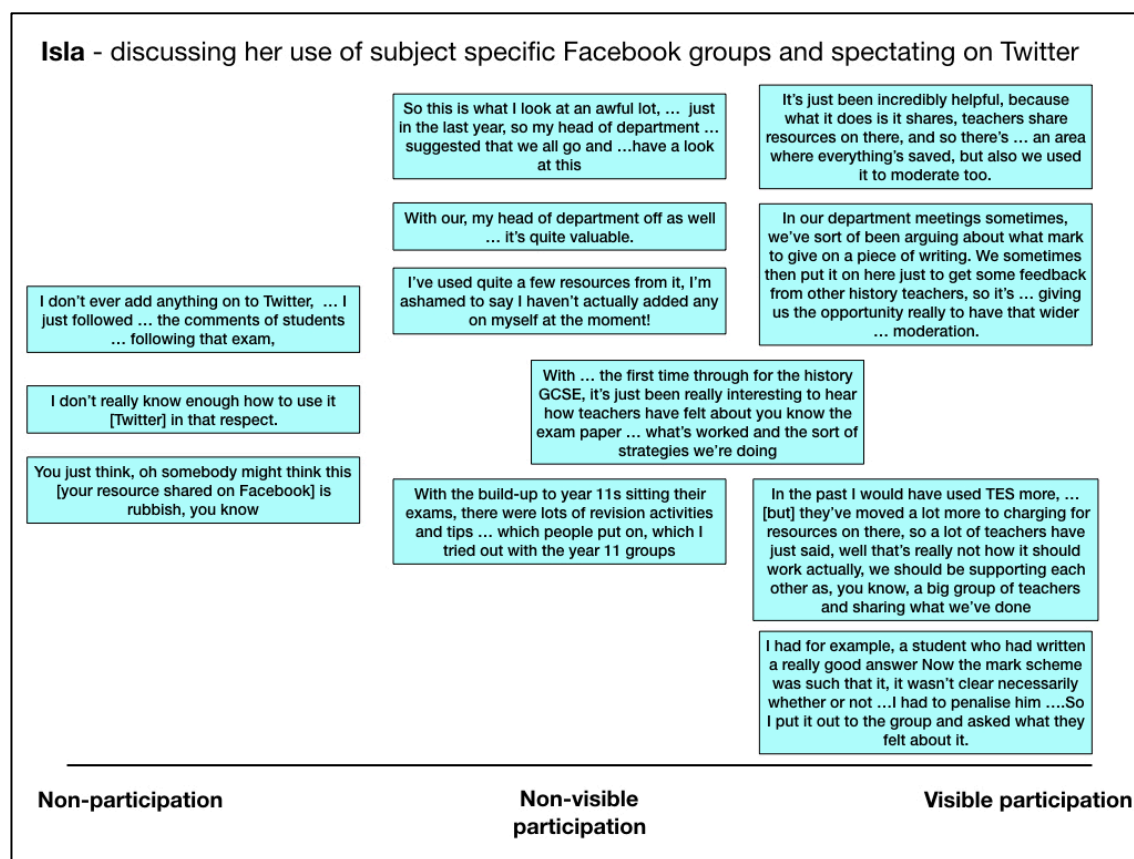 Isla - discussing her use of subject specific Facebook groups and spectating on Twitter
I don't ever add anything on to Twitter, … I
just followed … the comments of students
… following that exam,
I don't really know enough how to use it
[Twitter] in that respect.
You just think, oh somebody might think this
[your resource shared on Facebook] is
rubbish, you know
So this is what I look at an awful lot, … just
in the last year, so my head of department …
suggested that we all go and …have a look
at this
With our, my head of department off as well
… it's quite valuable.
I've used quite a few resources from it, I'm
ashamed to say I haven't actually added any
on myself at the moment!
With … the first time through for the history
GCSE, it's just been really interesting to hear
how teachers have felt about you know the
exam paper … what's worked and the sort of
strategies we're doing
With the build-up to year 11s sitting their
exams, there were lots of revision activities
and tips … which people put on, which I
tried out with the year 11 groups
It's just been incredibly helpful, because
what it does is it shares, teachers share
resources on there, and so there's … an area
where everything's saved, but also we used
it to moderate too.
In our department meetings sometimes,
we've sort of been arguing about what mark
to give on a piece of writing. We sometimes
then put it on here just to get some feedback
from other history teachers, so it's … giving
us the opportunity really to have that wider
… moderation.
In the past I would have used TES more, …
[but] they've moved a lot more to charging for
resources on there, so a lot of teachers have
just said, well that's really not how it should
work actually, we should be supporting each
other as, you know, a big group of teachers
and sharing what we've done
I had for example, a student who had written
a really good answer Now the mark scheme
was such that it, it wasn't clear necessarily
whether or not …I had to penalise him ….So
I put it out to the group and asked what they
felt about it.
Non-participation
Non-visible
participation
Visible participation